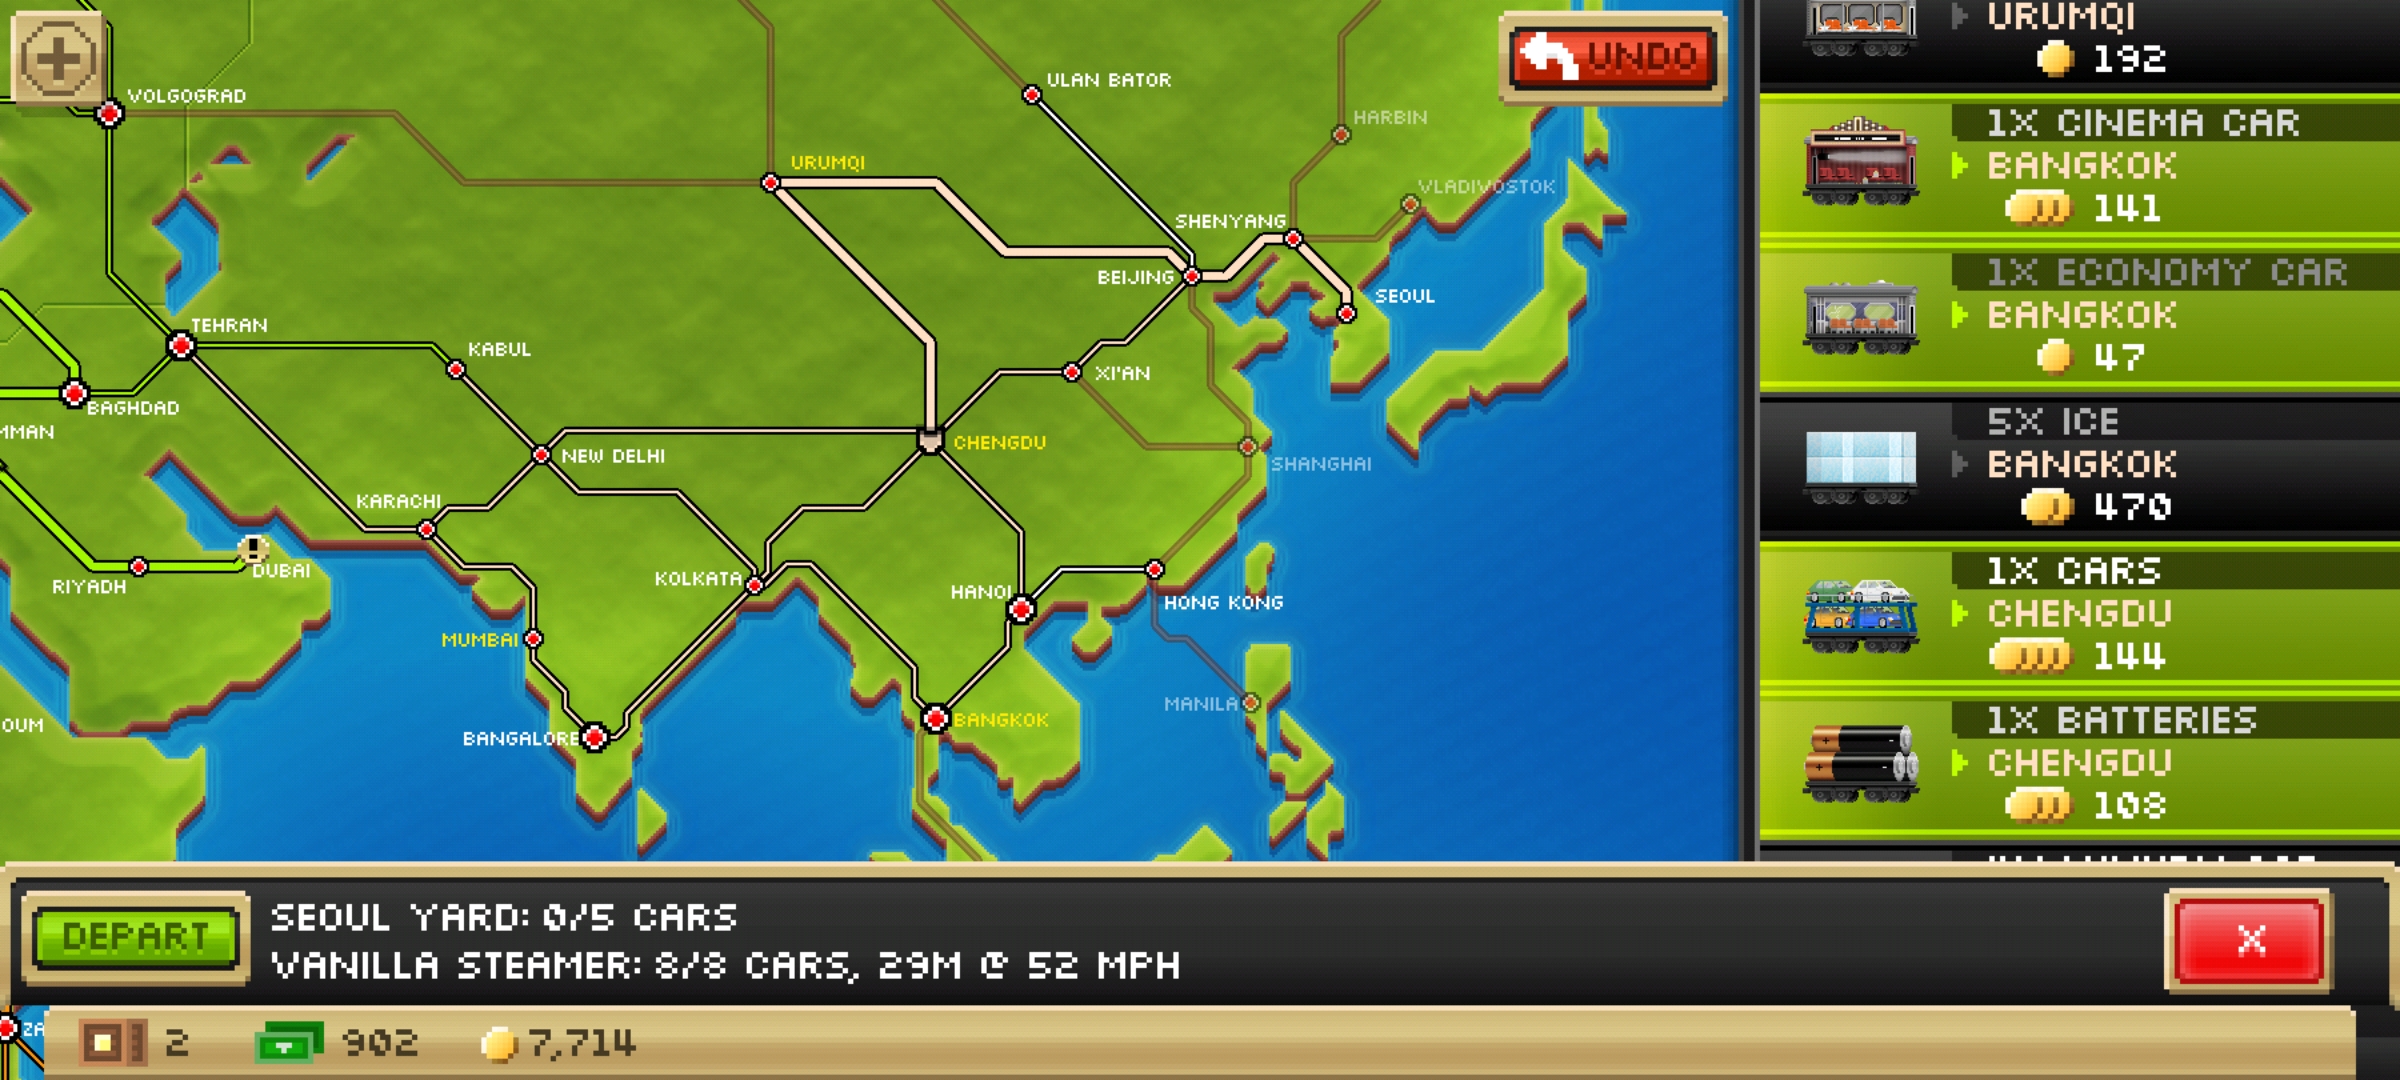 VOLGOGRAD
ULAN BATOR
UNDO
HARBIN
URUMQI
VLADIVOSTOK
SHENYANG
BEIJING
SEOUL
TEHRAN
KABUL
XI'AN
BAGHDAD
MMAN
NEW DELHI
CHENGDU
SHANGHAI
KARACHI
DUBAI
RIYADH
KOLKATA
HANOI
HONG KONG
MUMBAI
MANILA
OUM
BANGALORE
BANGKOK
URUMQI
192
1X CINEMA CAR
BANGKOK
141
1X ECONOMY CAR
BANGKOK
47
5X ICE
BANGKOK
470
1X CARS
CHENGDU
144
1X BATTERIES
CHENGDU
108
DEPART
SEOUL YARD: 0/5 CARS
VANILLA STEAMER: 8/8 CARS, 29M @ 52 MPH
X
ZA
2
902
7,714